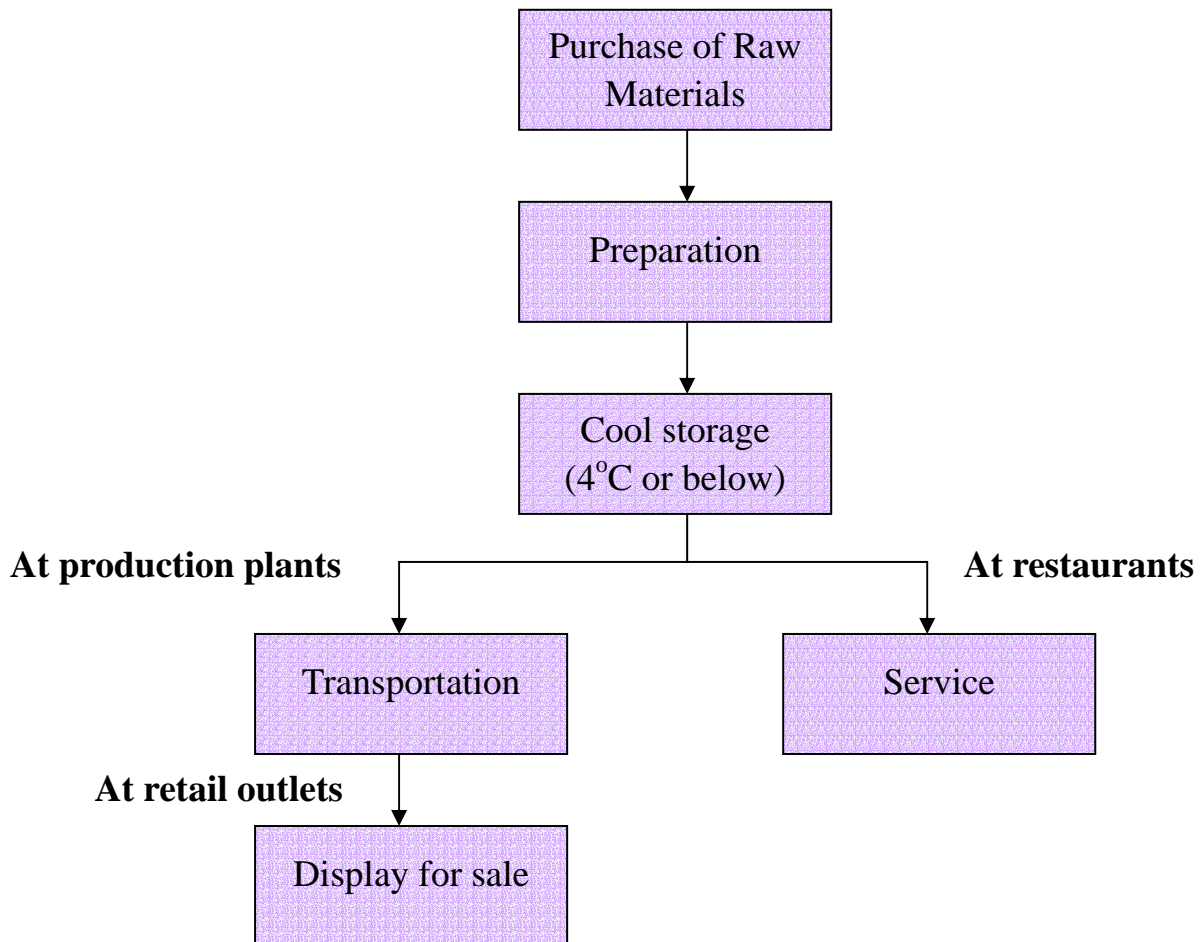 Purchase of Raw
Materials
Preparation
Cool storage
(4°C or below)
At production plants
At restaurants
Transportation
Service
At retail outlets
Display for sale